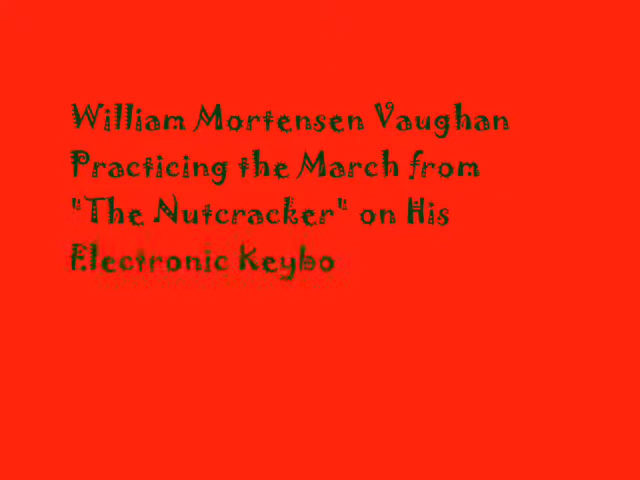 William Mortensen Vaughan
Practicing the March from
"The Nutcracker" on His
Electronic Keybo